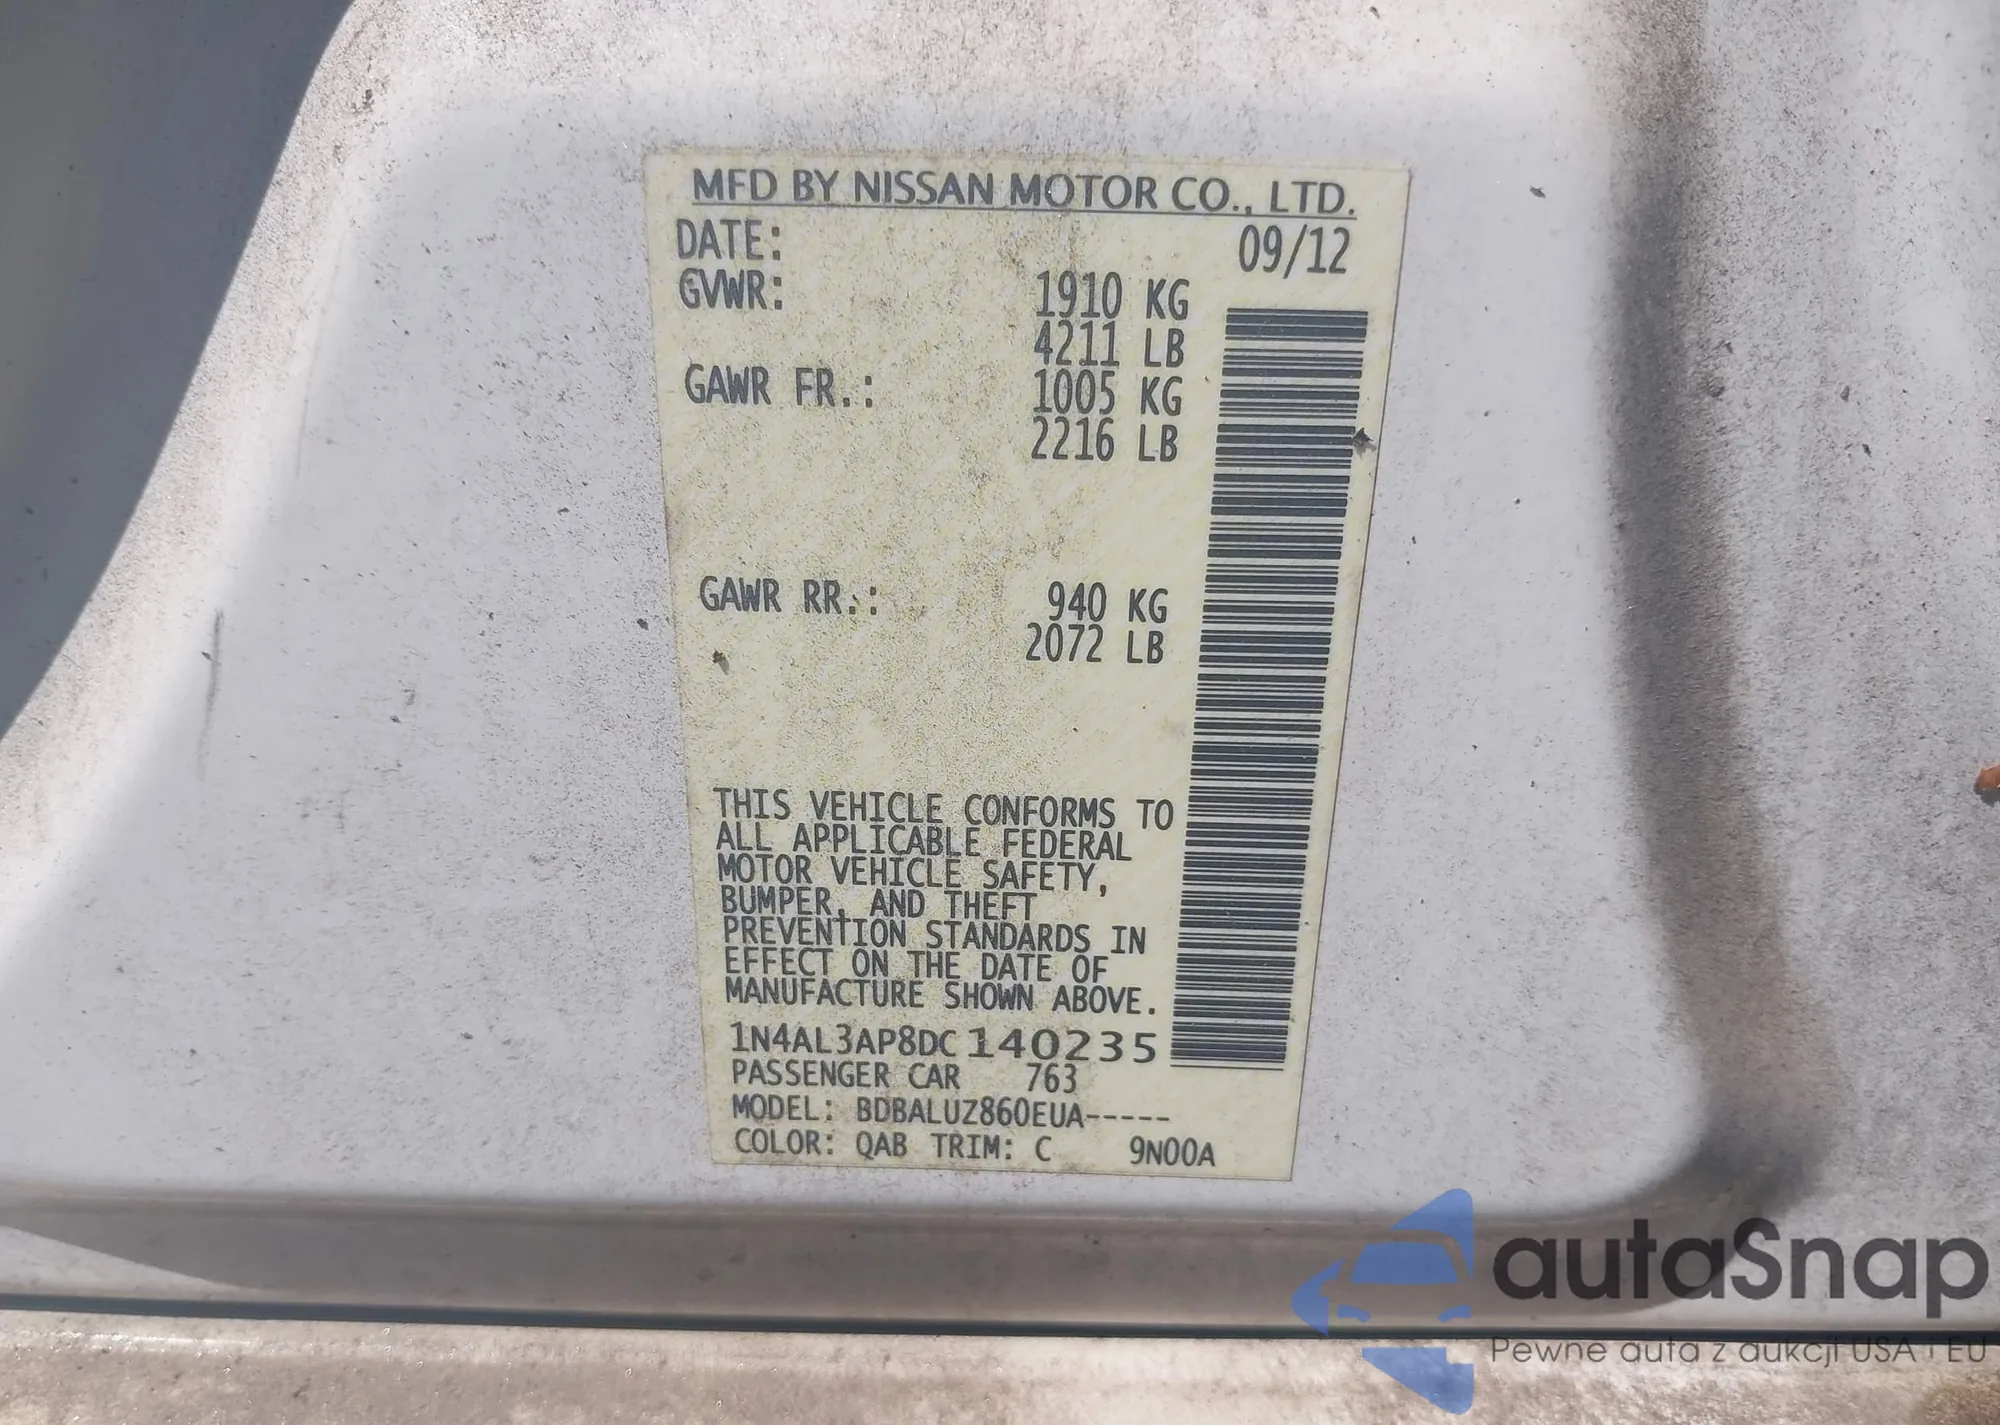 MFD BY NISSAN MOTOR CO., LTD.
DATE: 09/12
GVWR: 1910 KG
4211 LB
GAWR FR.: 1005 KG
2216 LB
GAWR RR.: 940 KG
2072 LB
THIS VEHICLE CONFORMS TO
ALL APPLICABLE FEDERAL
MOTOR VEHICLE SAFETY,
BUMPER, AND THEFT
PREVENTION STANDARDS IN
EFFECT ON THE DATE OF
MANUFACTURE SHOWN ABOVE.
1N4AL3AP8DC140235
PASSENGER CAR 763
MODEL: BDBALUZ860EUA-----
COLOR: QAB TRIM: C 9N00A
autaSnap
Pewne auta z aukcji USA i EU